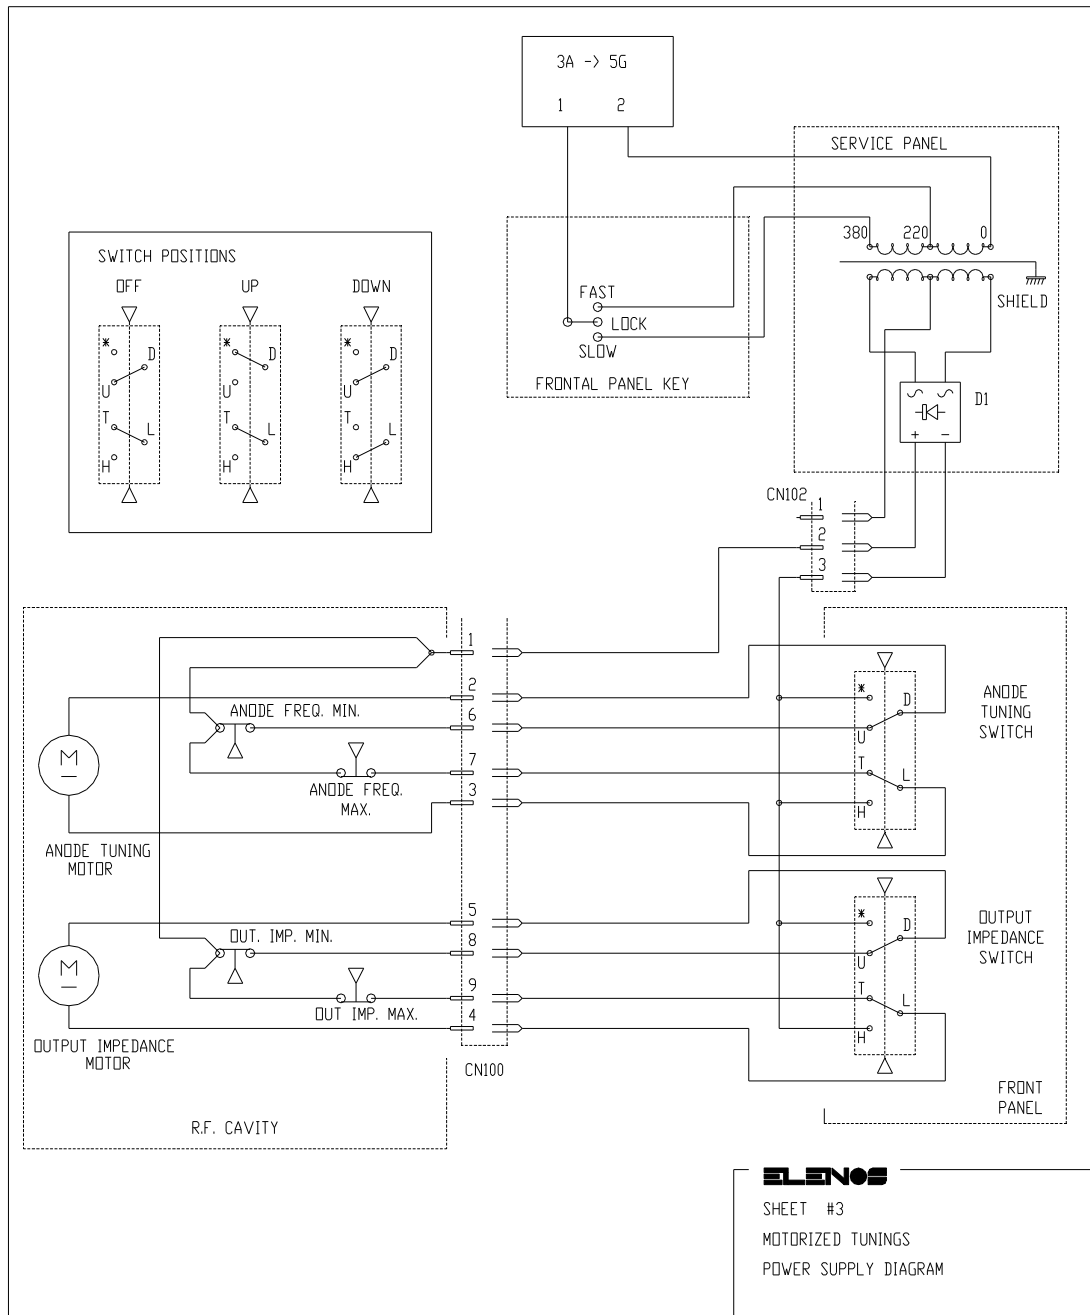 3A -> 5G
1 2
SERVICE PANEL
380 220 0
SHIELD
SWITCH POSITIONS
OFF UP DOWN
* D U T L H
* D U T L H
* D U T L H
FAST
LOCK
SLOW
FRONTAL PANEL KEY
D1
+ -
CN102
1
2
3
1
2
ANODE FREQ. MIN.
6
7
ANODE FREQ.
MAX.
3
M
ANODE TUNING
MOTOR
* D U T L H
ANODE
TUNING
SWITCH
5
OUT. IMP. MIN.
8
9
OUT IMP. MAX.
4
M
OUTPUT IMPEDANCE
MOTOR
* D U T L H
OUTPUT
IMPEDANCE
SWITCH
CN100
FRONT
PANEL
R.F. CAVITY
ELENOS
SHEET #3
MOTORIZED TUNINGS
POWER SUPPLY DIAGRAM